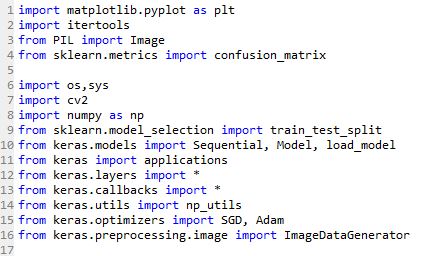 1 import matplotlib.pyplot as plt
2 import itertools
3 from PIL import Image
4 from sklearn.metrics import confusion_matrix
5
6 import os,sys
7 import cv2
8 import numpy as np
9 from sklearn.model_selection import train_test_split
10 from keras.models import Sequential, Model, load_model
11 from keras import applications
12 from keras.layers import *
13 from keras.callbacks import *
14 from keras.utils import np_utils
15 from keras.optimizers import SGD, Adam
16 from keras.preprocessing.image import ImageDataGenerator
17